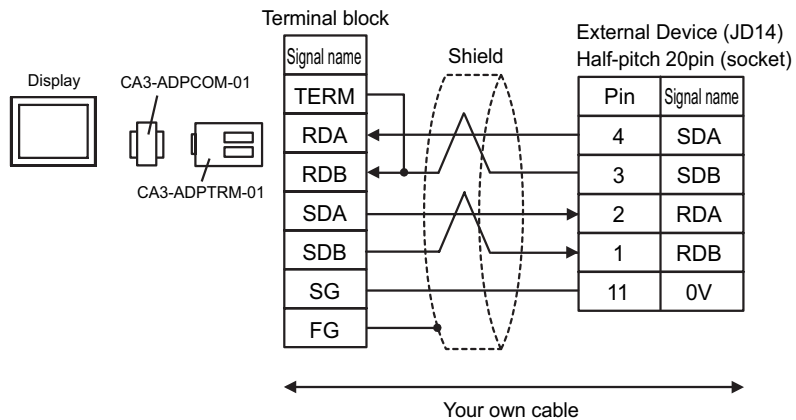 Terminal block
External Device (JD14)
Half-pitch 20pin (socket)
Display
CA3-ADPCOM-01
CA3-ADPTRM-01
Shield
Signal name
TERM
RDA
RDB
SDA
SDB
SG
FG
Pin Signal name
4 SDA
3 SDB
2 RDA
1 RDB
11 0V
Your own cable